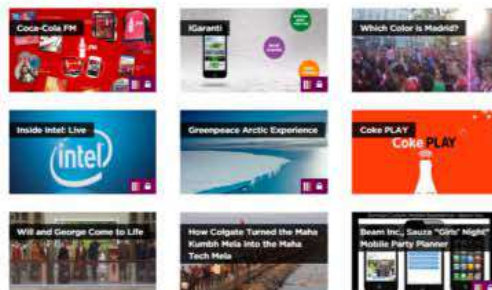 Coca-Cola FM
iGaranti
Which Color is Madrid?
FM
Inside Intel: Live
Greenpeace Arctic Experience
Coke PLAY
(intel)
Coke PLAY
Will and George Come to Life
How Colgate Turned the Maha
Kumbh Mela into the Maha
Tech Mela
Beam Inc., Sauza "Girls' Night"
Mobile Party Planner